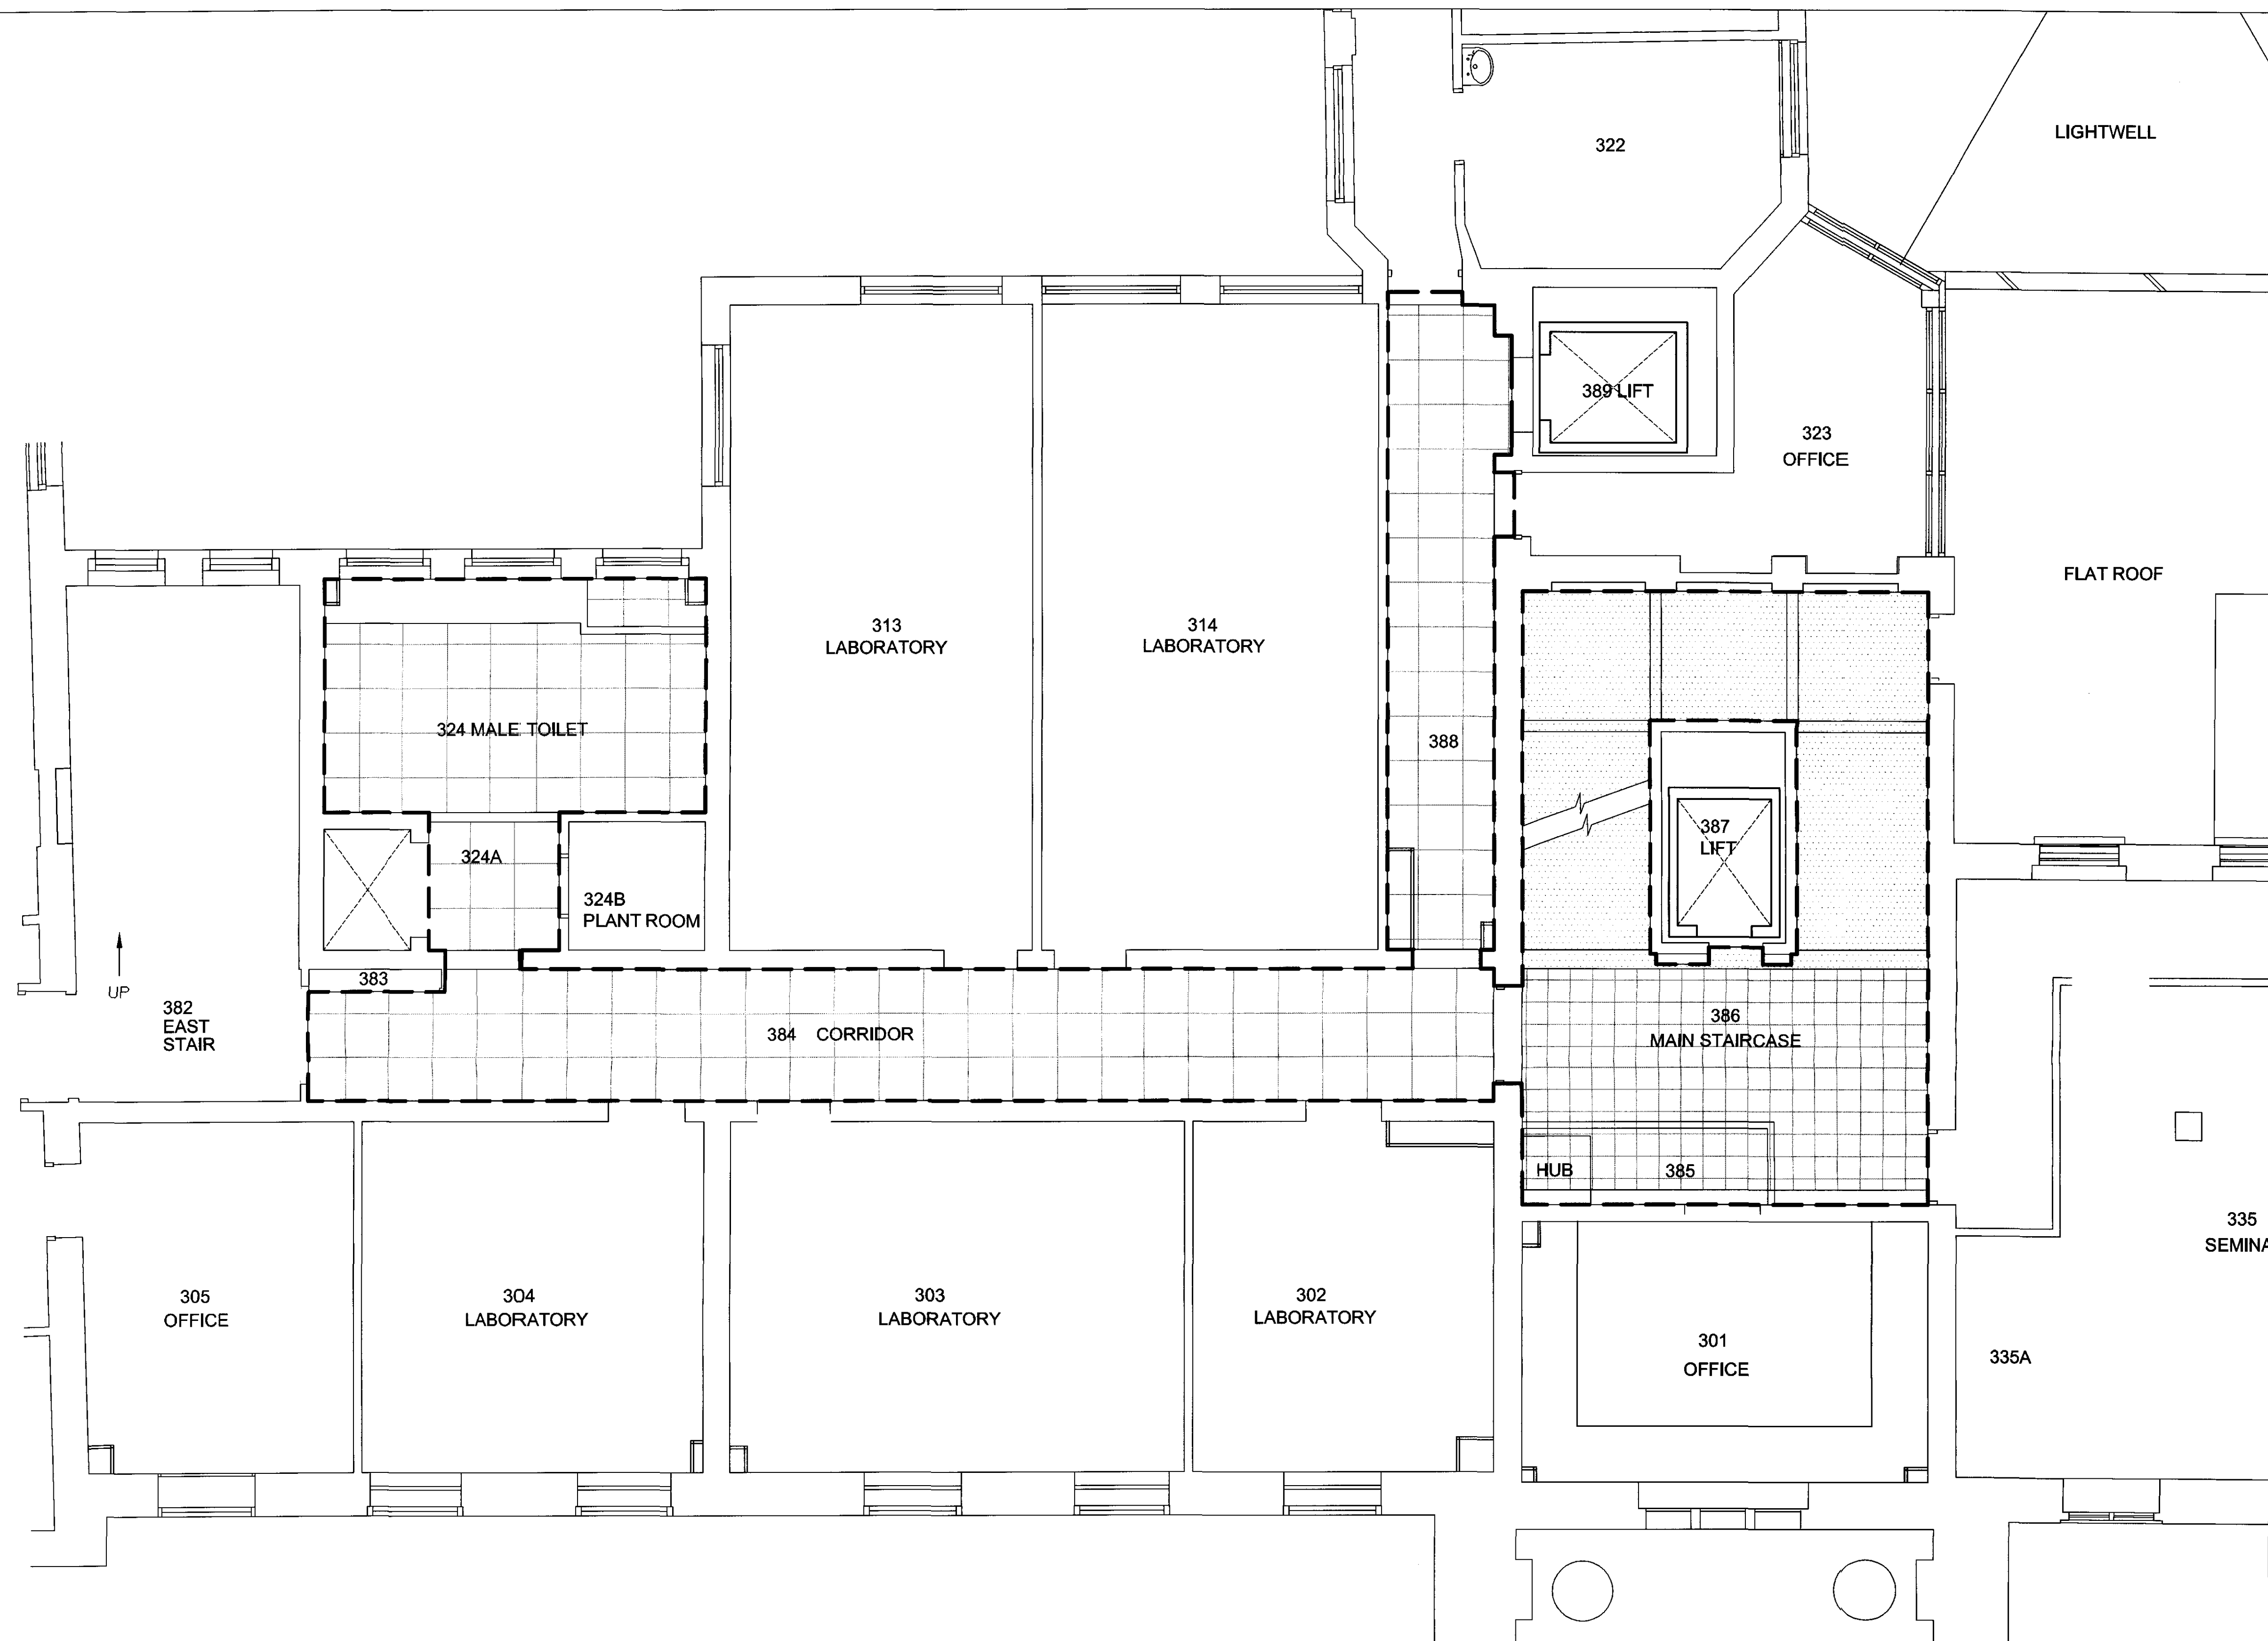 LIGHTWELL
322
389 LIFT
323
OFFICE
FLAT ROOF
313
LABORATORY
314
LABORATORY
324 MALE TOILET
388
387
LIFT
324A
324B
PLANT ROOM
383
UP
382
EAST
STAIR
384 CORRIDOR
386
MAIN STAIRCASE
HUB
385
335
SEMINA
305
OFFICE
304
LABORATORY
303
LABORATORY
302
LABORATORY
301
OFFICE
335A